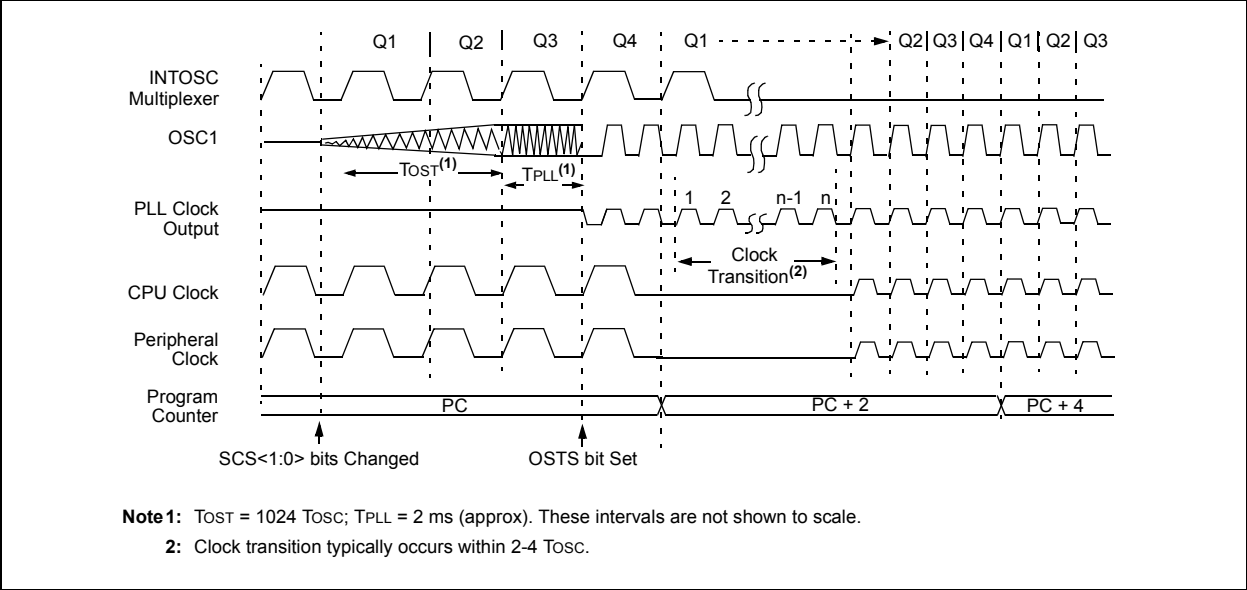 Q1 Q2 Q3 Q4 Q1 Q2 Q3 Q4 Q1 Q2 Q3
INTOSC
Multiplexer
OSC1
TOST(1)
TPLL(1)
PLL Clock
Output
1 2 n-1 n
Clock
Transition(2)
CPU Clock
Peripheral
Clock
Program
Counter
PC PC + 2 PC + 4
SCS<1:0> bits Changed OSTS bit Set
Note 1: TOST = 1024 TOSC; TPLL = 2 ms (approx). These intervals are not shown to scale.
2: Clock transition typically occurs within 2-4 TOSC.